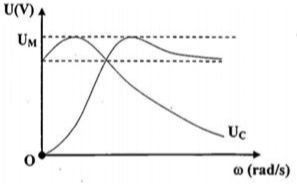 U(V)
U_M
U_C
O
ω (rad/s)